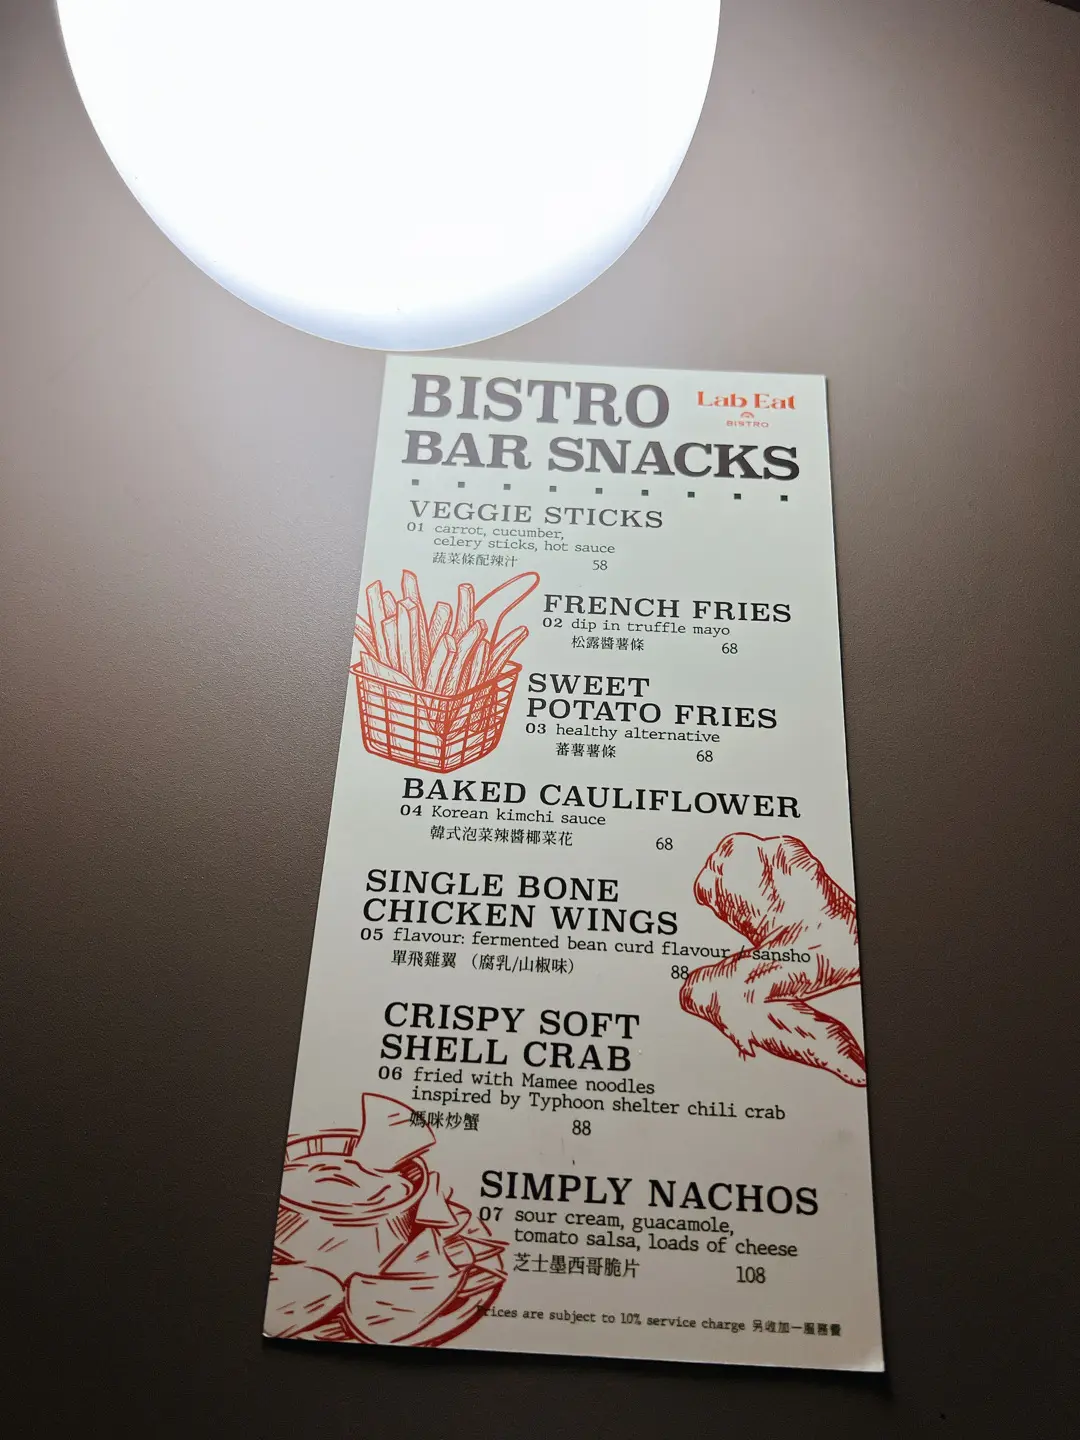 BISTRO
BAR SNACKS
Lab Eat
BISTRO
VEGGIE STICKS
01 carrot, cucumber,
celery sticks, hot sauce
蔬菜條配辣汁 58
FRENCH FRIES
02 dip in truffle mayo
松露醬薯條 68
SWEET
POTATO FRIES
03 healthy alternative
蕃薯薯條 68
BAKED CAULIFLOWER
04 Korean kimchi sauce
韓式泡菜辣醬椰菜花 68
SINGLE BONE
CHICKEN WINGS
05 flavour: fermented bean curd flavour / sansho
單飛雞翼 （腐乳/山椒味） 88
CRISPY SOFT
SHELL CRAB
06 fried with Mamee noodles
inspired by Typhoon shelter chili crab
媽咪炒蟹 88
SIMPLY NACHOS
07 sour cream, guacamole,
tomato salsa, loads of cheese
芝士墨西哥脆片 108
Prices are subject to 10% service charge 另收加一服務費